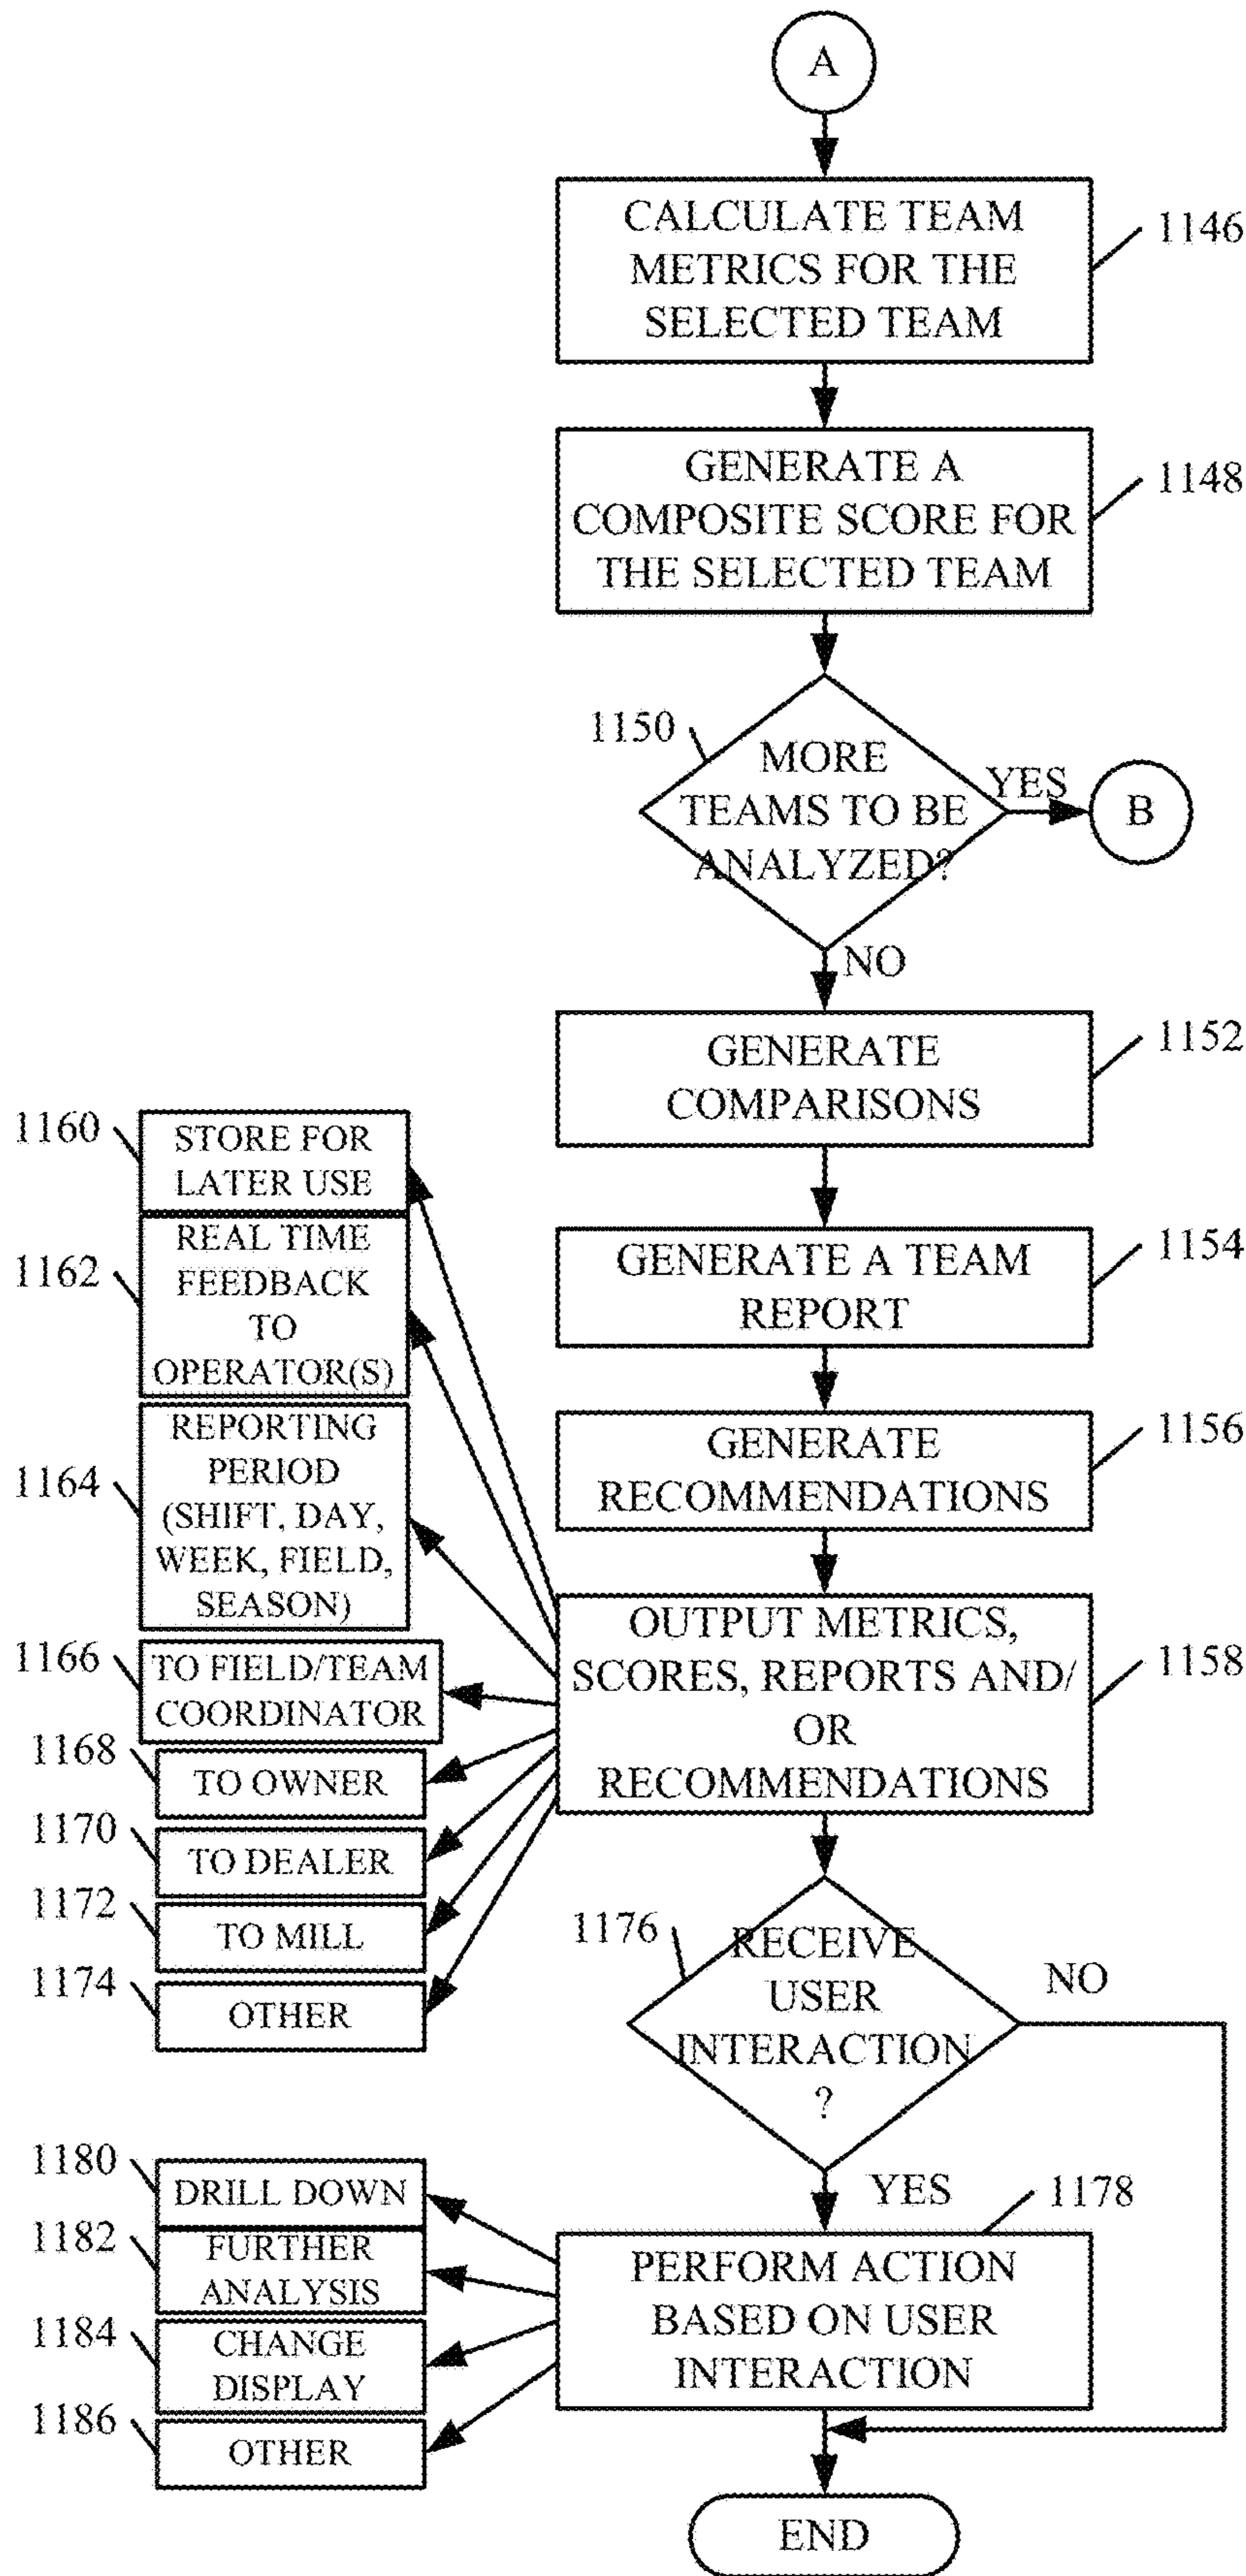 A
CALCULATE TEAM
METRICS FOR THE
SELECTED TEAM
1146
GENERATE A
COMPOSITE SCORE FOR
THE SELECTED TEAM
1148
1150
MORE
TEAMS TO BE
ANALYZED?
YES
B
NO
GENERATE
COMPARISONS
1152
GENERATE A TEAM
REPORT
1154
GENERATE
RECOMMENDATIONS
1156
OUTPUT METRICS,
SCORES, REPORTS AND/
OR
RECOMMENDATIONS
1158
1160
STORE FOR
LATER USE
1162
REAL TIME
FEEDBACK
TO
OPERATOR(S)
1164
REPORTING
PERIOD
(SHIFT, DAY,
WEEK, FIELD,
SEASON)
1166
TO FIELD/TEAM
COORDINATOR
1168
TO OWNER
1170
TO DEALER
1172
TO MILL
1174
OTHER
1176
RECEIVE
USER
INTERACTION
?
NO
YES
1178
PERFORM ACTION
BASED ON USER
INTERACTION
1180
DRILL DOWN
1182
FURTHER
ANALYSIS
1184
CHANGE
DISPLAY
1186
OTHER
END